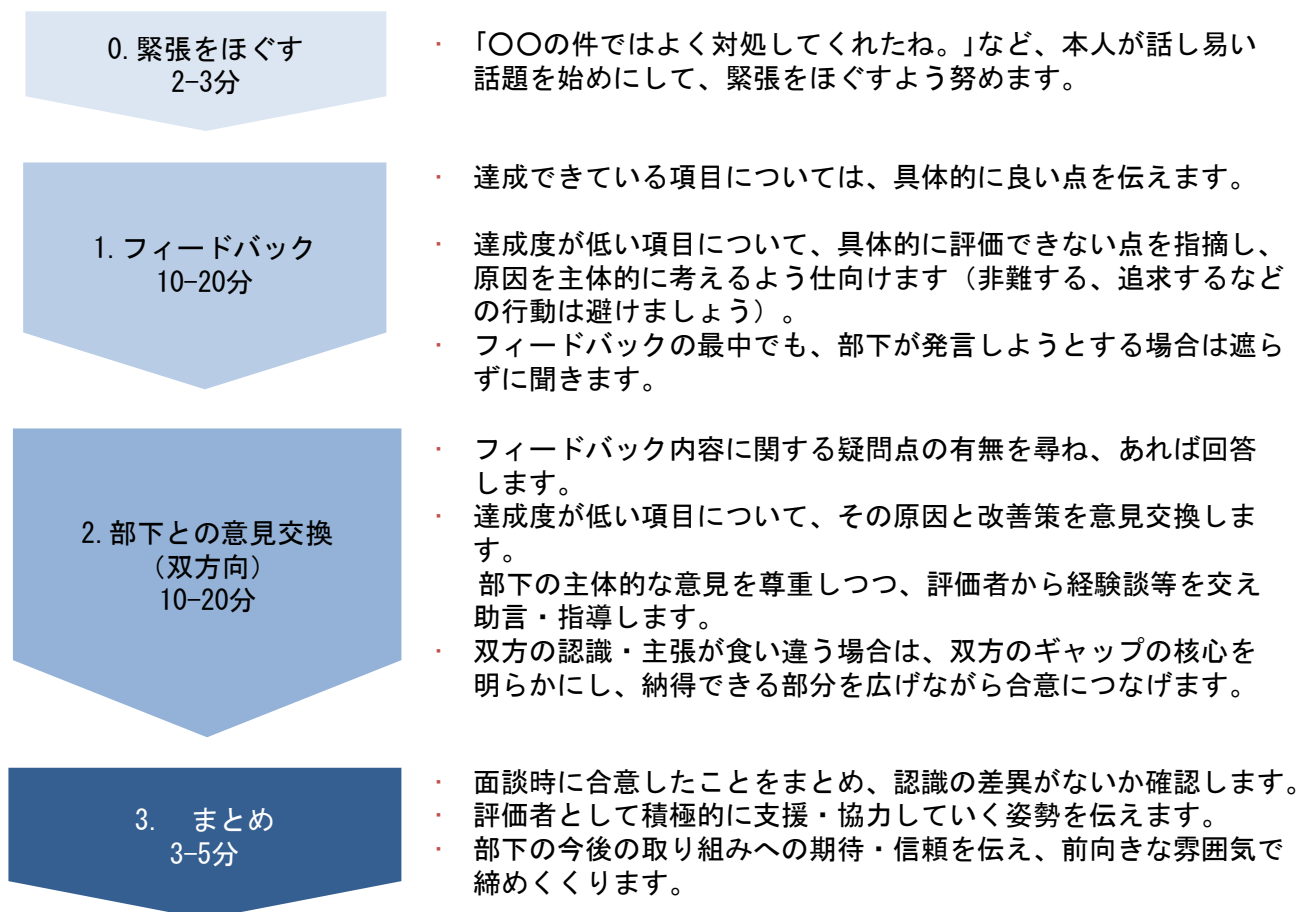 0.緊張をほぐす
2-3分
· 「〇〇の件ではよく対処してくれたね。」など、本人が話し易い
話題を始めにして、緊張をほぐすよう努めます。
1.フィードバック
10-20分
· 達成できている項目については、具体的に良い点を伝えます。
· 達成度が低い項目について、具体的に評価できない点を指摘し、
原因を主体的に考えるよう仕向けます（非難する、追求するなど
の行動は避けましょう）。
· フィードバックの最中でも、部下が発言しようとする場合は遮ら
ずに聞きます。
2.部下との意見交換
（双方向）
10-20分
· フィードバック内容に関する疑問点の有無を尋ね、あれば回答
します。
· 達成度が低い項目について、その原因と改善策を意見交換しま
す。
部下の主体的な意見を尊重しつつ、評価者から経験談等を交え
助言・指導します。
· 双方の認識・主張が食い違う場合は、双方のギャップの核心を
明らかにし、納得できる部分を広げながら合意につなげます。
3. まとめ
3-5分
· 面談時に合意したことをまとめ、認識の差異がないか確認します。
· 評価者として積極的に支援・協力していく姿勢を伝えます。
· 部下の今後の取り組みへの期待・信頼を伝え、前向きな雰囲気で
締めくくります。